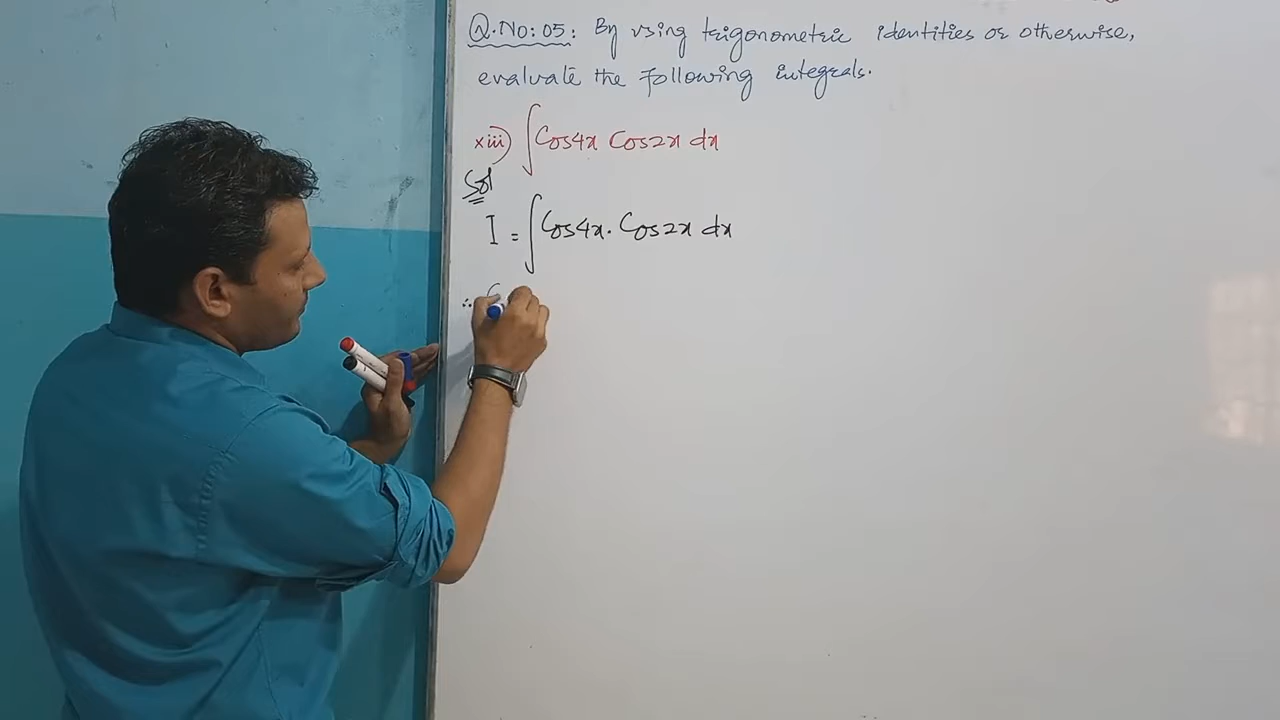 Q.No:05: By using trigonometric identities or otherwise,
evaluate the following integrals.
xiii) ∫Cos4x Cos2x dx
Sol
I = ∫Cos4x . Cos2x dx
∴